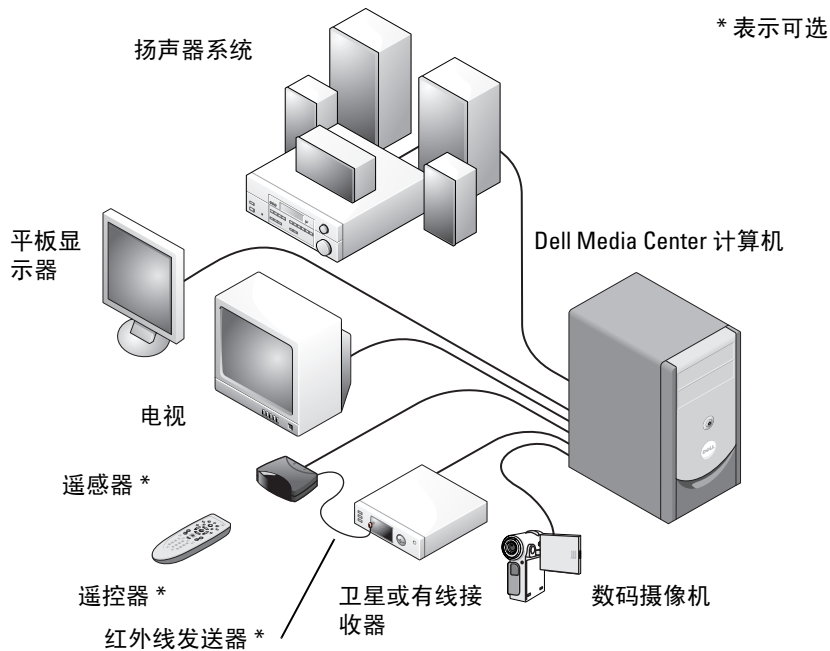 * 表示可选
扬声器系统
平板显
示器
Dell Media Center 计算机
电视
遥感器 *
遥控器 *
卫星或有线接
收器
数码摄像机
红外线发送器 *
DELL